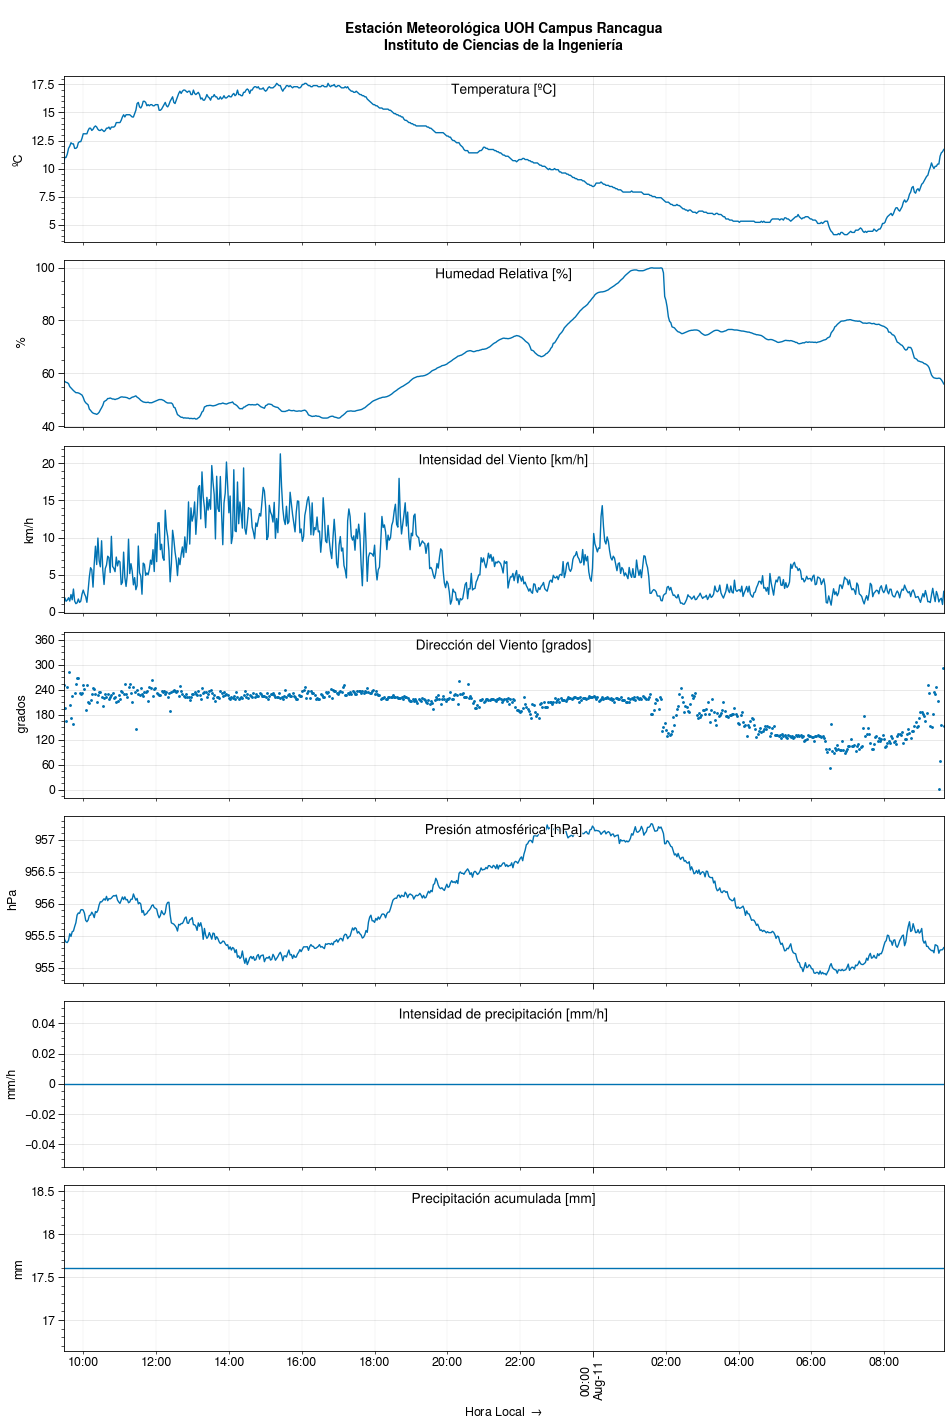 Estación Meteorológica UOH Campus Rancagua
Instituto de Ciencias de la Ingeniería
Temperatura [ºC]
17.5
15
12.5
10
7.5
5
ºC
Humedad Relativa [%]
100
80
60
40
%
Intensidad del Viento [km/h]
20
15
10
5
0
km/h
Dirección del Viento [grados]
360
300
240
180
120
60
0
grados
Presión atmosférica [hPa]
957
956.5
956
955.5
955
hPa
Intensidad de precipitación [mm/h]
0.04
0.02
0
−0.02
−0.04
mm/h
Precipitación acumulada [mm]
18.5
18
17.5
17
mm
10:00 12:00 14:00 16:00 18:00 20:00 22:00 00:00 02:00 04:00 06:00 08:00
Aug-11
Hora Local →